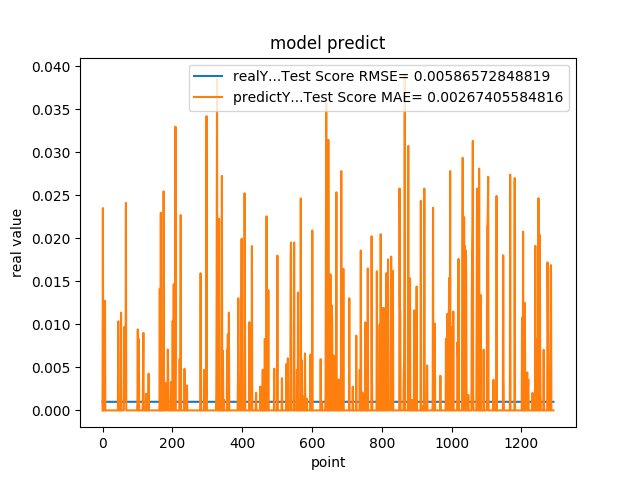 model predict
realY...Test Score RMSE= 0.00586572848819
predictY...Test Score MAE= 0.00267405584816
real value
0.040
0.035
0.030
0.025
0.020
0.015
0.010
0.005
0.000
0 200 400 600 800 1000 1200
point